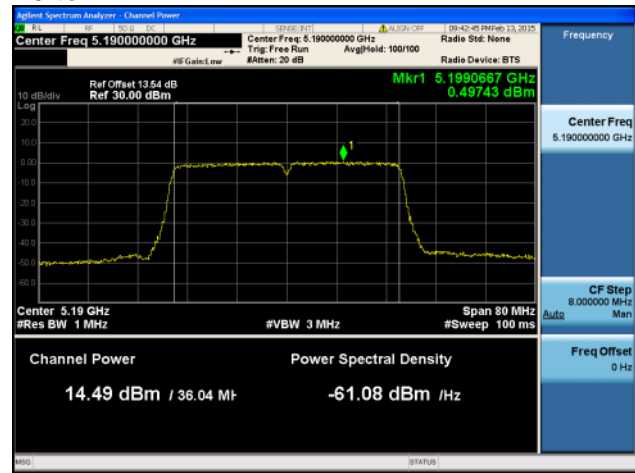 Agilent Spectrum Analyzer - Channel Power
RL RF 50 Ω DC SENSE:INT ALIGN OFF 09:42:45 PM Feb 13, 2015
Center Freq 5.190000000 GHz
Center Freq: 5.190000000 GHz
Radio Std: None
Trig: Free Run Avg|Hold: 100/100
#IFGain:Low #Atten: 20 dB Radio Device: BTS
Frequency
Ref Offset 13.54 dB
10 dB/div Ref 30.00 dBm
Mkr1 5.1990667 GHz
0.49743 dBm
Log
20.0
10.0
0.00
-10.0
-20.0
-30.0
-40.0
-50.0
-60.0
1
Center Freq
5.190000000 GHz
Center 5.19 GHz Span 80 MHz
#Res BW 1 MHz #VBW 3 MHz #Sweep 100 ms
CF Step
8.000000 MHz
Auto Man
Channel Power Power Spectral Density
14.49 dBm / 36.04 MH -61.08 dBm /Hz
Freq Offset
0 Hz
MSG STATUS